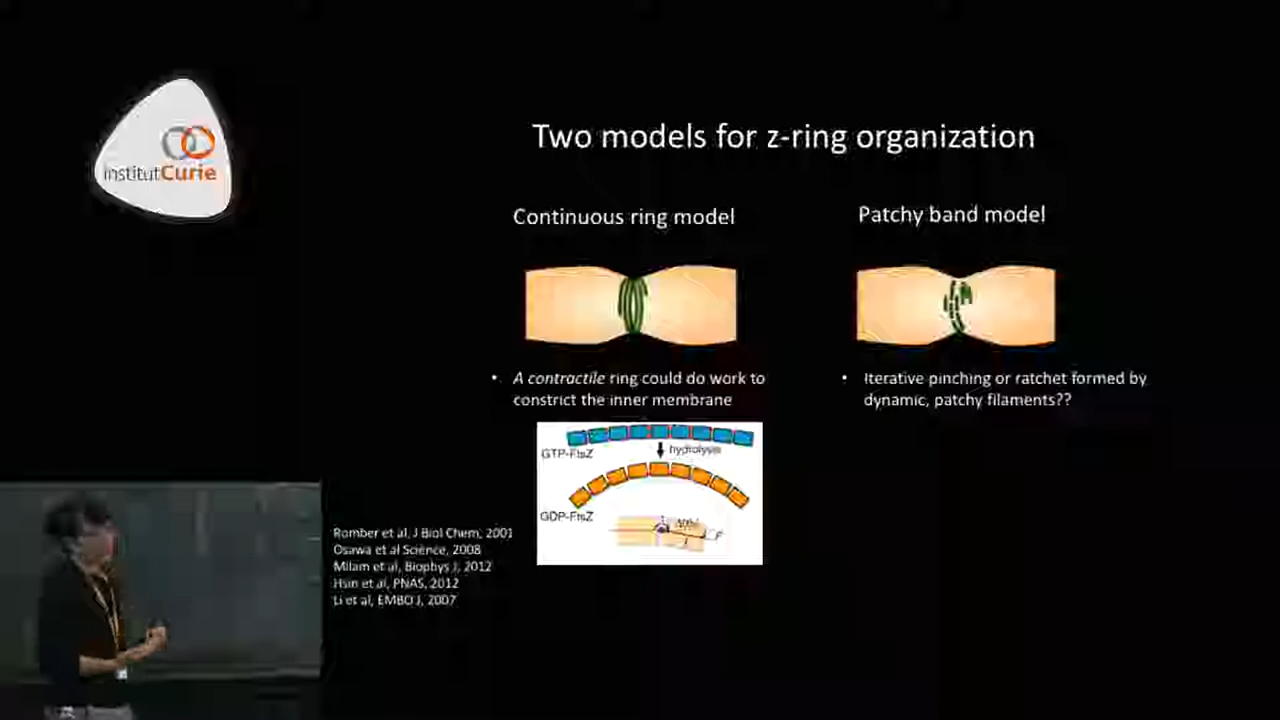 institutCurie
Two models for z-ring organization
Continuous ring model
Patchy band model
• A contractile ring could do work to
constrict the inner membrane
• Iterative pinching or ratchet formed by
dynamic, patchy filaments??
GTP-FtsZ
hydrolysis
GDP-FtsZ
Romber et al, J Biol Chem, 2001
Osawa et al Science, 2008
Milam et al, Biophys J, 2012
Hsin et al, PNAS, 2012
Li et al, EMBO J, 2007